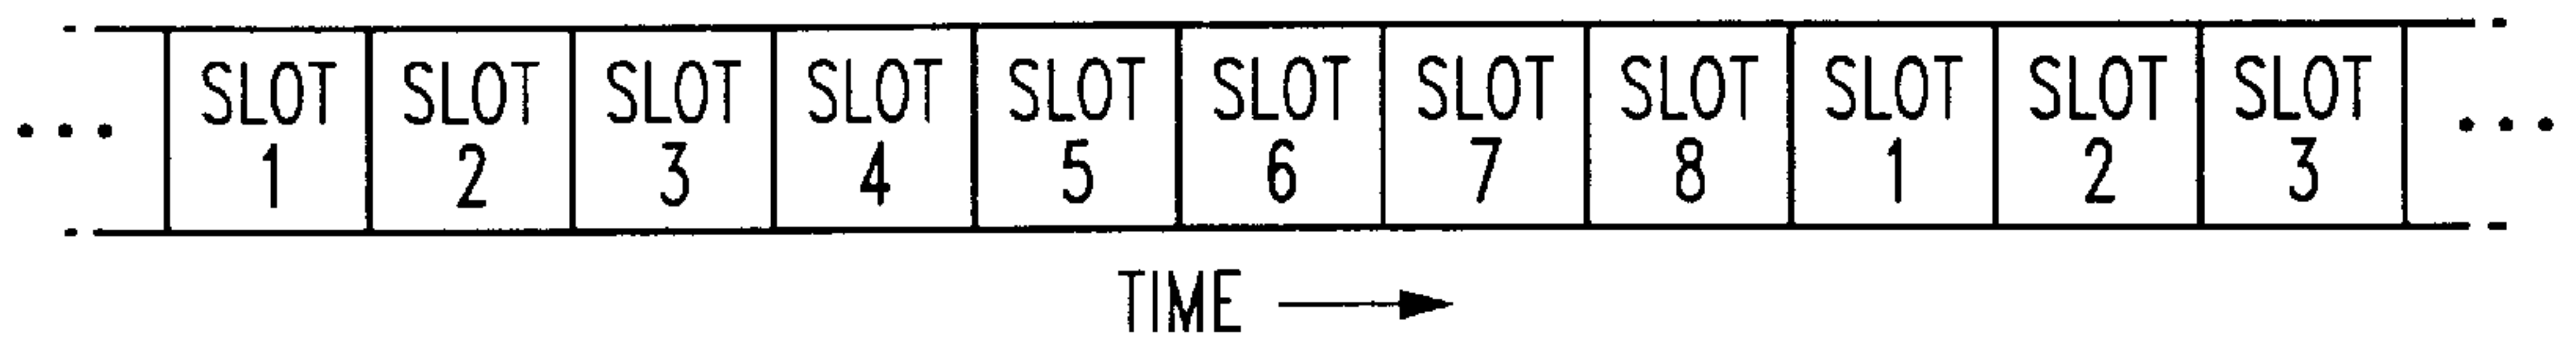 ... SLOT SLOT SLOT SLOT SLOT SLOT SLOT SLOT SLOT SLOT SLOT ...
1 2 3 4 5 6 7 8 1 2 3
TIME